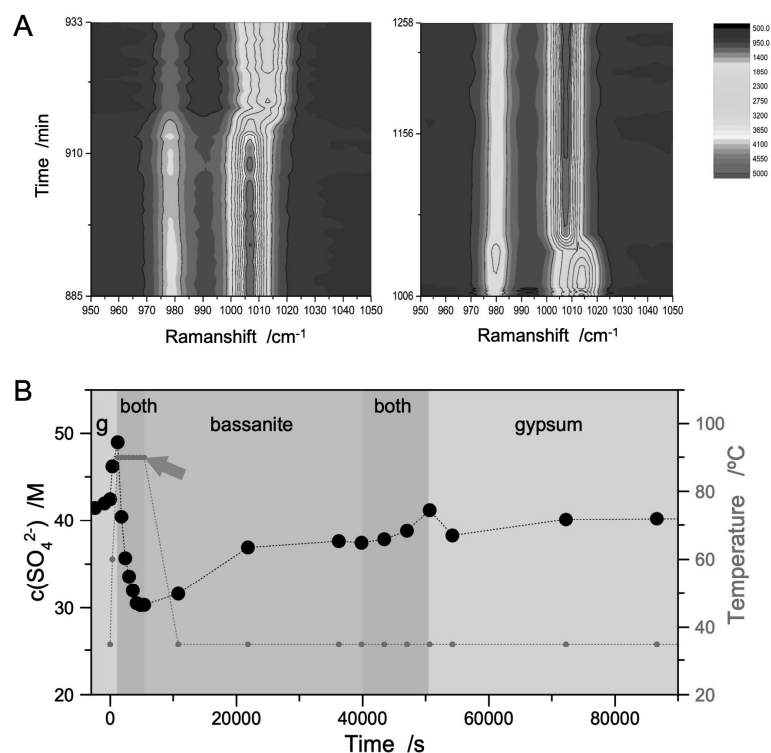 A
933
910
885
Time /min
950 960 970 980 990 1000 1010 1020 1030 1040 1050
Ramanshift /cm-1
1258
1156
1006
950 960 970 980 990 1000 1010 1020 1030 1040 1050
Ramanshift /cm-1
500.0
950.0
1400
1850
2300
2750
3200
3650
4100
4550
5000
B
g
both
bassanite
both
gypsum
50
40
30
20
c(SO4 2-) /M
100
80
60
40
20
Temperature /ºC
0 20000 40000 60000 80000
Time /s